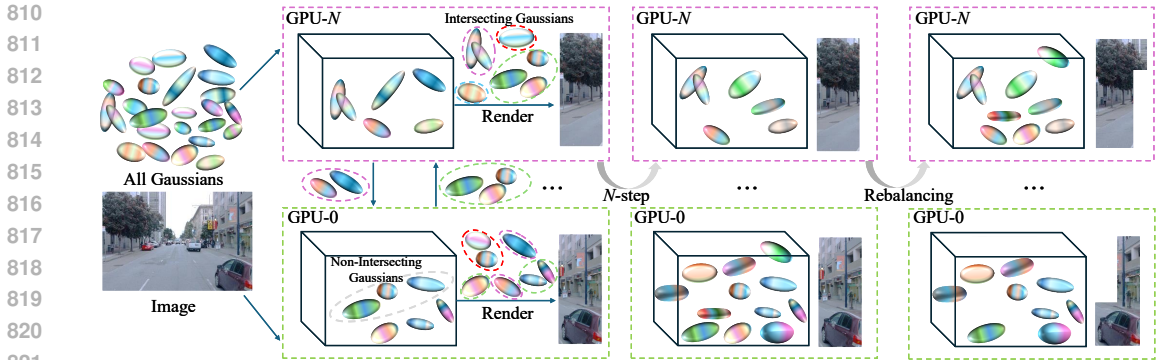 810
811
812
813
814
815
816
817
818
819
820
GPU-N
Intersecting Gaussians
Render
All Gaussians
Image
GPU-0
Non-Intersecting
Gaussians
Render
...
N-step
GPU-N
...
GPU-0
Rebalancing
GPU-N
...
GPU-0